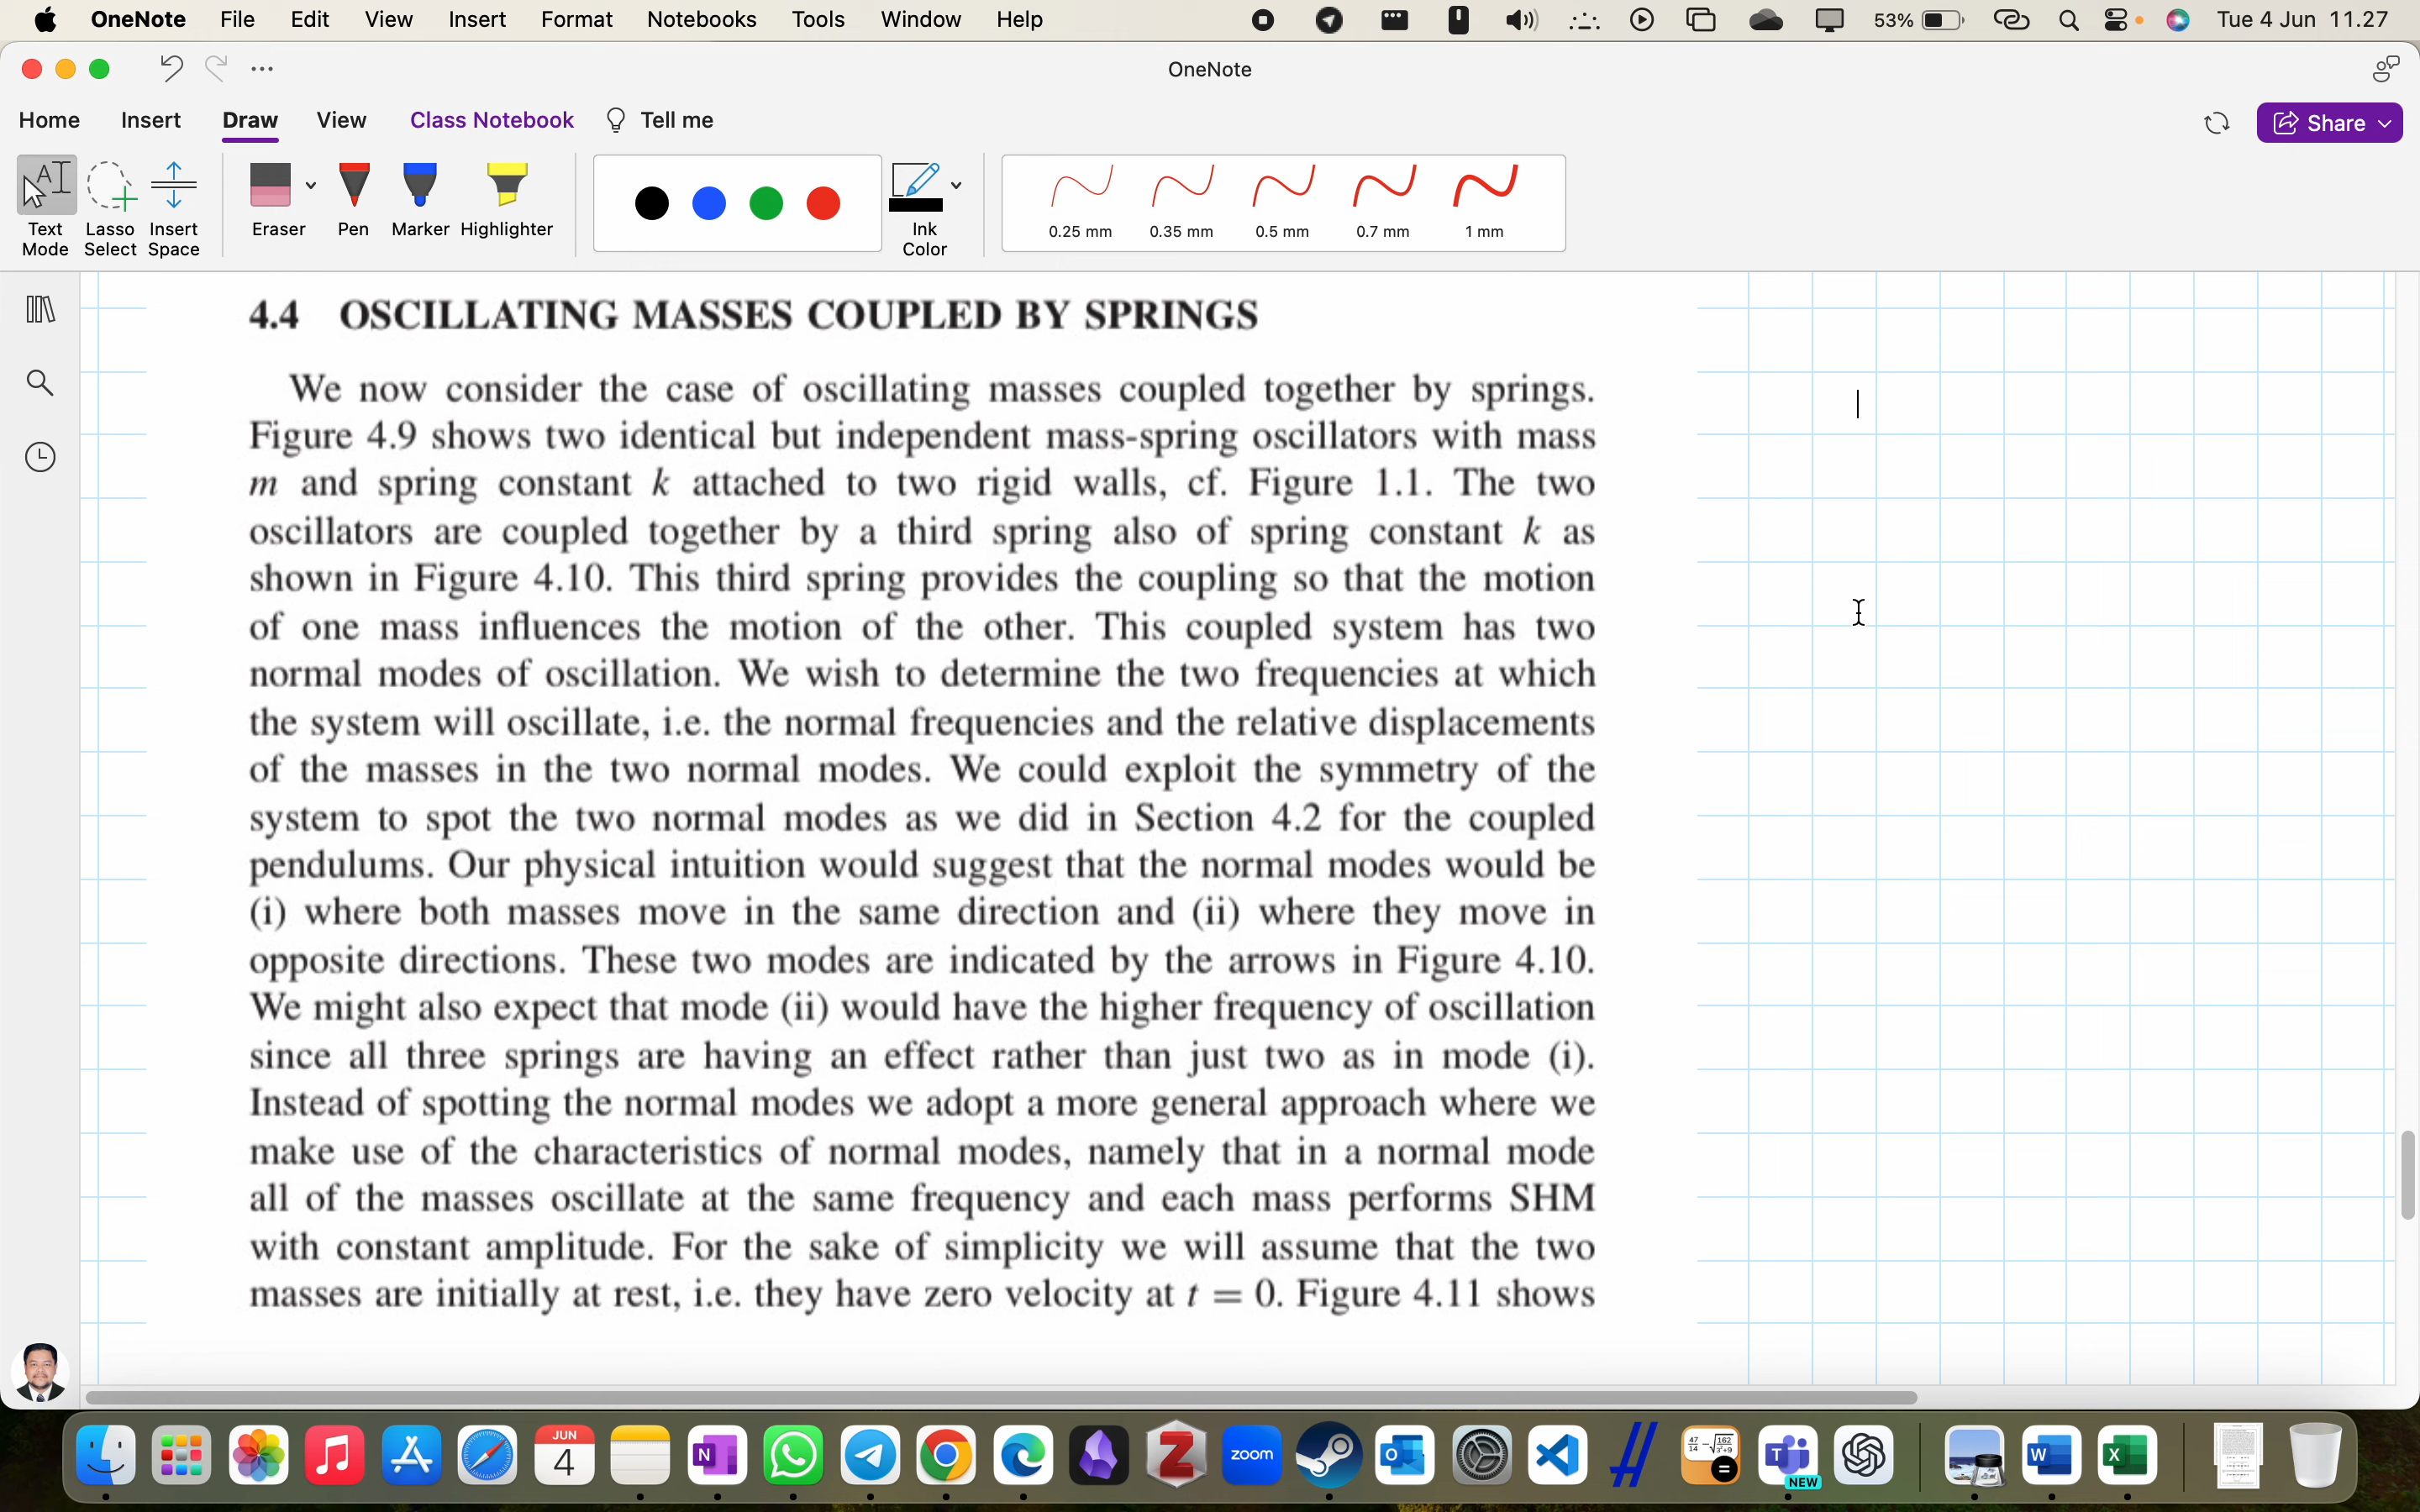 OneNote File Edit View Insert Format Notebooks Tools Window Help 53% Tue 4 Jun 11.27
OneNote
Home Insert Draw View Class Notebook Tell me Share
Text Mode
Lasso Select
Insert Space
Eraser
Pen
Marker
Highlighter
Ink Color
0.25 mm 0.35 mm 0.5 mm 0.7 mm 1 mm
4.4 OSCILLATING MASSES COUPLED BY SPRINGS
We now consider the case of oscillating masses coupled together by springs.
Figure 4.9 shows two identical but independent mass-spring oscillators with mass
m and spring constant k attached to two rigid walls, cf. Figure 1.1. The two
oscillators are coupled together by a third spring also of spring constant k as
shown in Figure 4.10. This third spring provides the coupling so that the motion
of one mass influences the motion of the other. This coupled system has two
normal modes of oscillation. We wish to determine the two frequencies at which
the system will oscillate, i.e. the normal frequencies and the relative displacements
of the masses in the two normal modes. We could exploit the symmetry of the
system to spot the two normal modes as we did in Section 4.2 for the coupled
pendulums. Our physical intuition would suggest that the normal modes would be
(i) where both masses move in the same direction and (ii) where they move in
opposite directions. These two modes are indicated by the arrows in Figure 4.10.
We might also expect that mode (ii) would have the higher frequency of oscillation
since all three springs are having an effect rather than just two as in mode (i).
Instead of spotting the normal modes we adopt a more general approach where we
make use of the characteristics of normal modes, namely that in a normal mode
all of the masses oscillate at the same frequency and each mass performs SHM
with constant amplitude. For the sake of simplicity we will assume that the two
masses are initially at rest, i.e. they have zero velocity at t = 0. Figure 4.11 shows
JUN
4
zoom
NEW